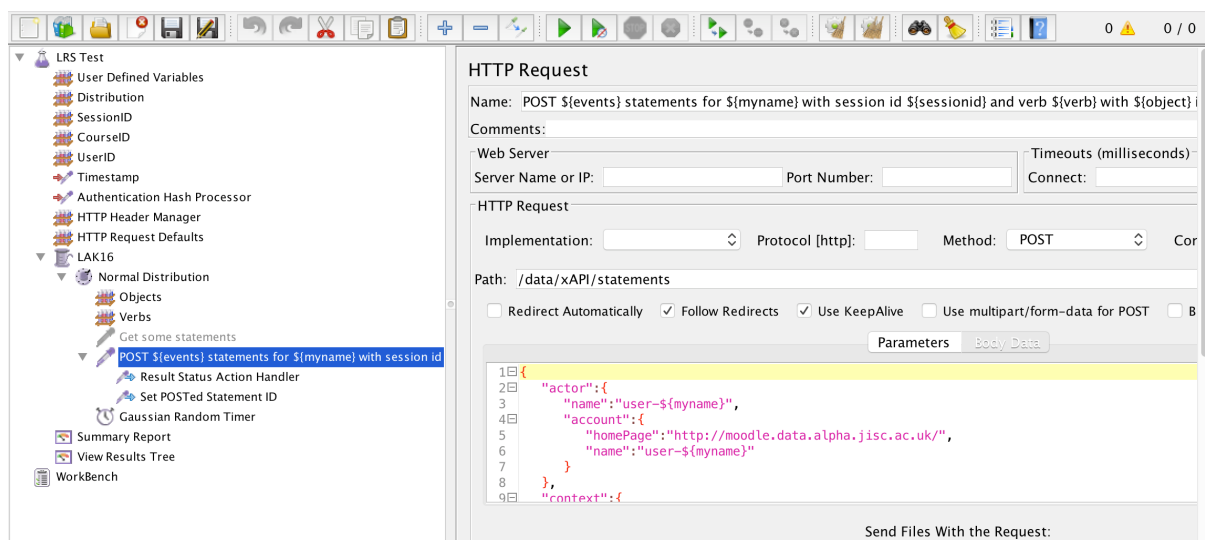 STOP
0
0 / 0
LRS Test
User Defined Variables
Distribution
SessionID
CourseID
UserID
Timestamp
Authentication Hash Processor
HTTP Header Manager
HTTP Request Defaults
LAK16
Normal Distribution
Objects
Verbs
Get some statements
POST ${events} statements for ${myname} with session id
Result Status Action Handler
Set POSTed Statement ID
Gaussian Random Timer
Summary Report
View Results Tree
WorkBench
HTTP Request
Name: POST ${events} statements for ${myname} with session id ${sessionid} and verb ${verb} with ${object} i
Comments:
Web Server
Timeouts (milliseconds)
Server Name or IP: Port Number: Connect:
HTTP Request
Implementation: Protocol [http]: Method: POST Cor
Path: /data/xAPI/statements
Redirect Automatically Follow Redirects Use KeepAlive Use multipart/form-data for POST B
Parameters Body Data
1 {
2 "actor":{
3 "name":"user-${myname}",
4 "account":{
5 "homePage":"http://moodle.data.alpha.jisc.ac.uk/",
6 "name":"user-${myname}"
7 }
8 },
9 "context":{
Send Files With the Request: